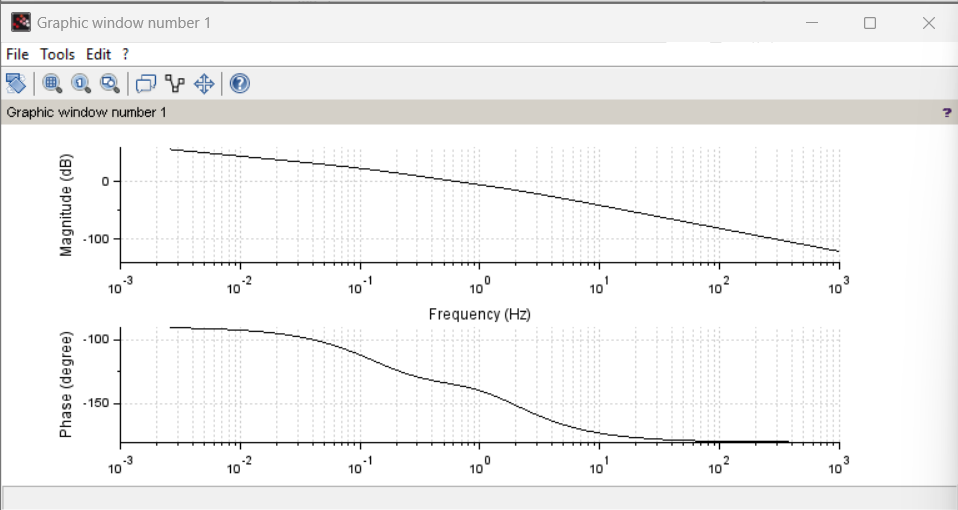 Graphic window number 1
File Tools Edit ?
Graphic window number 1 ?
Magnitude (dB)
0
-100
10^-3 10^-2 10^-1 10^0 10^1 10^2 10^3
Frequency (Hz)
Phase (degree)
-100
-150
10^-3 10^-2 10^-1 10^0 10^1 10^2 10^3